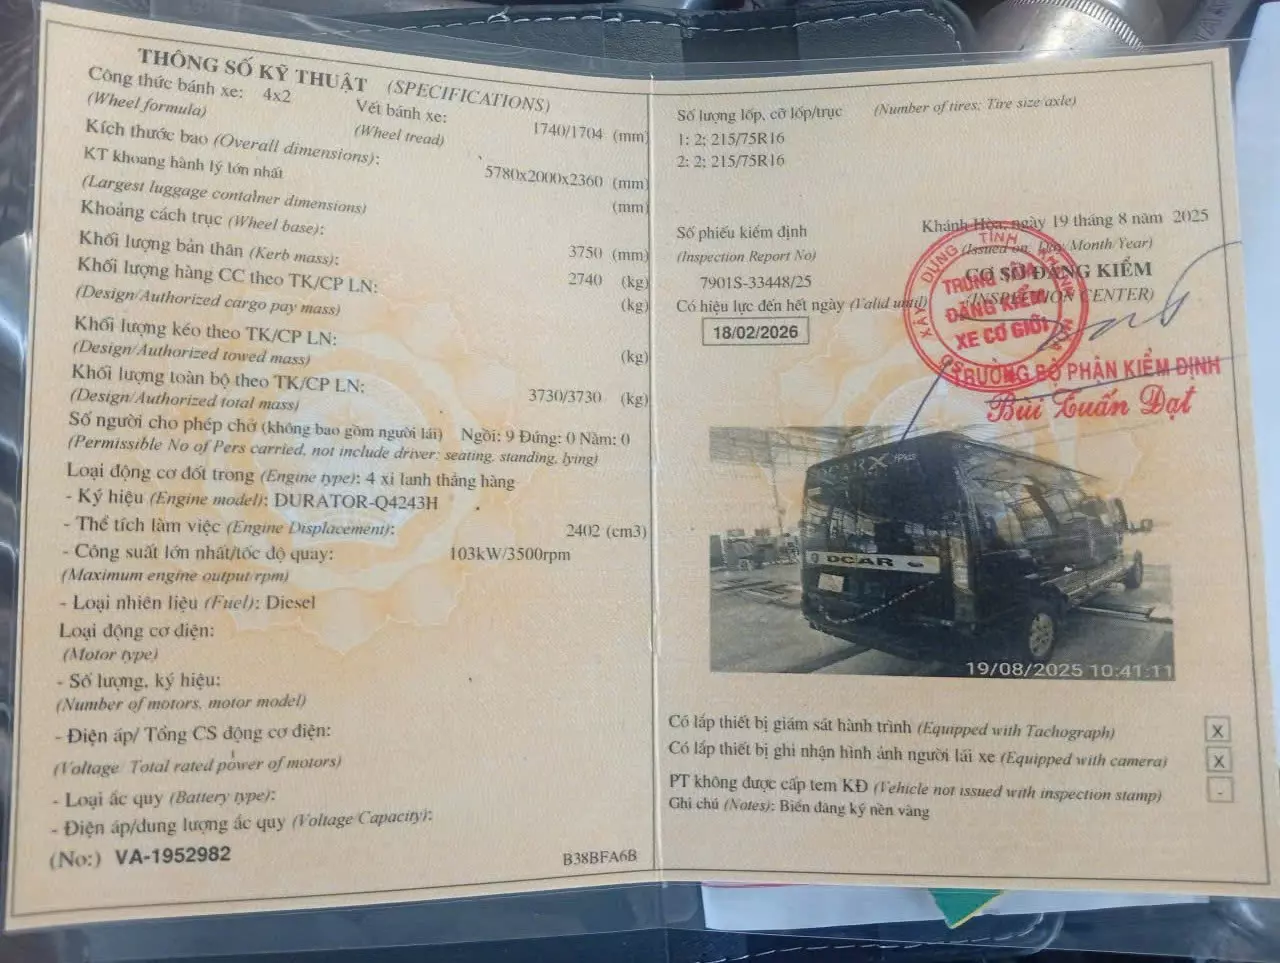 THÔNG SỐ KỸ THUẬT (SPECIFICATIONS)
Công thức bánh xe: 4x2 Vết bánh xe: 1740/1704 (mm)
(Wheel formula) (Wheel tread)
Kích thước bao (Overall dimensions): 5780x2000x2360 (mm)
KT khoang hành lý lớn nhất (mm)
(Largest luggage container dimensions)
Khoảng cách trục (Wheel base): 3750 (mm)
Khối lượng bản thân (Kerb mass): 2740 (kg)
Khối lượng hàng CC theo TK/CP LN: (kg)
(Design/Authorized cargo pay mass)
Khối lượng kéo theo TK/CP LN: (kg)
(Design/Authorized towed mass)
Khối lượng toàn bộ theo TK/CP LN: 3730/3730 (kg)
(Design/Authorized total mass)
Số người cho phép chở (không bao gồm người lái) Ngồi: 9 Đứng: 0 Nằm: 0
(Permissible No of Pers carried, not include driver: seating, standing, lying)
Loại động cơ đốt trong (Engine type): 4 xi lanh thẳng hàng
- Ký hiệu (Engine model): DURATOR-Q4243H
- Thể tích làm việc (Engine Displacement): 2402 (cm3)
- Công suất lớn nhất/tốc độ quay: 103kW/3500rpm
(Maximum engine output/rpm)
- Loại nhiên liệu (Fuel): Diesel
Loại động cơ điện:
(Motor type)
- Số lượng, ký hiệu:
(Number of motors, motor model)
- Điện áp/ Tổng CS động cơ điện:
(Voltage/ Total rated power of motors)
- Loại ắc quy (Battery type):
- Điện áp/dung lượng ắc quy (Voltage/Capacity):
(No:) VA-1952982 B38BFA6B
Số lượng lốp, cỡ lốp/trục (Number of tires; Tire size/axle)
1: 2; 215/75R16
2: 2; 215/75R16
Khánh Hòa, ngày 19 tháng 8 năm 2025
(Issued on: Day/Month/Year)
CƠ SỞ ĐĂNG KIỂM
(INSPECTION CENTER)
Số phiếu kiểm định
(Inspection Report No)
7901S-33448/25
Có hiệu lực đến hết ngày (Valid until)
18/02/2026
XÂY DỰNG TỈNH
TRUNG TÂM
ĐĂNG KIỂM
XE CƠ GIỚI
TRƯỞNG BỘ PHẬN KIỂM ĐỊNH
Bùi Xuân Đạt
DCAR X
DCAR
19/08/2025 10:41:11
Có lắp thiết bị giám sát hành trình (Equipped with Tachograph) X
Có lắp thiết bị ghi nhận hình ảnh người lái xe (Equipped with camera) X
PT không được cấp tem KĐ (Vehicle not issued with inspection stamp) -
Ghi chú (Notes): Biển đăng ký nền vàng